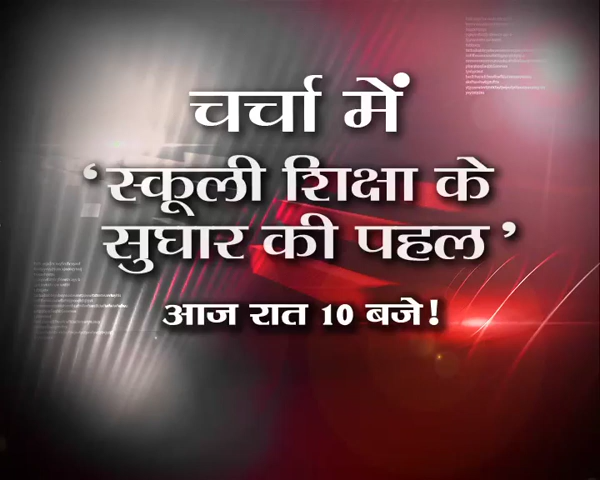 चर्चा में
‘स्कूली शिक्षा के
सुधार की पहल’
आज रात 10 बजे!